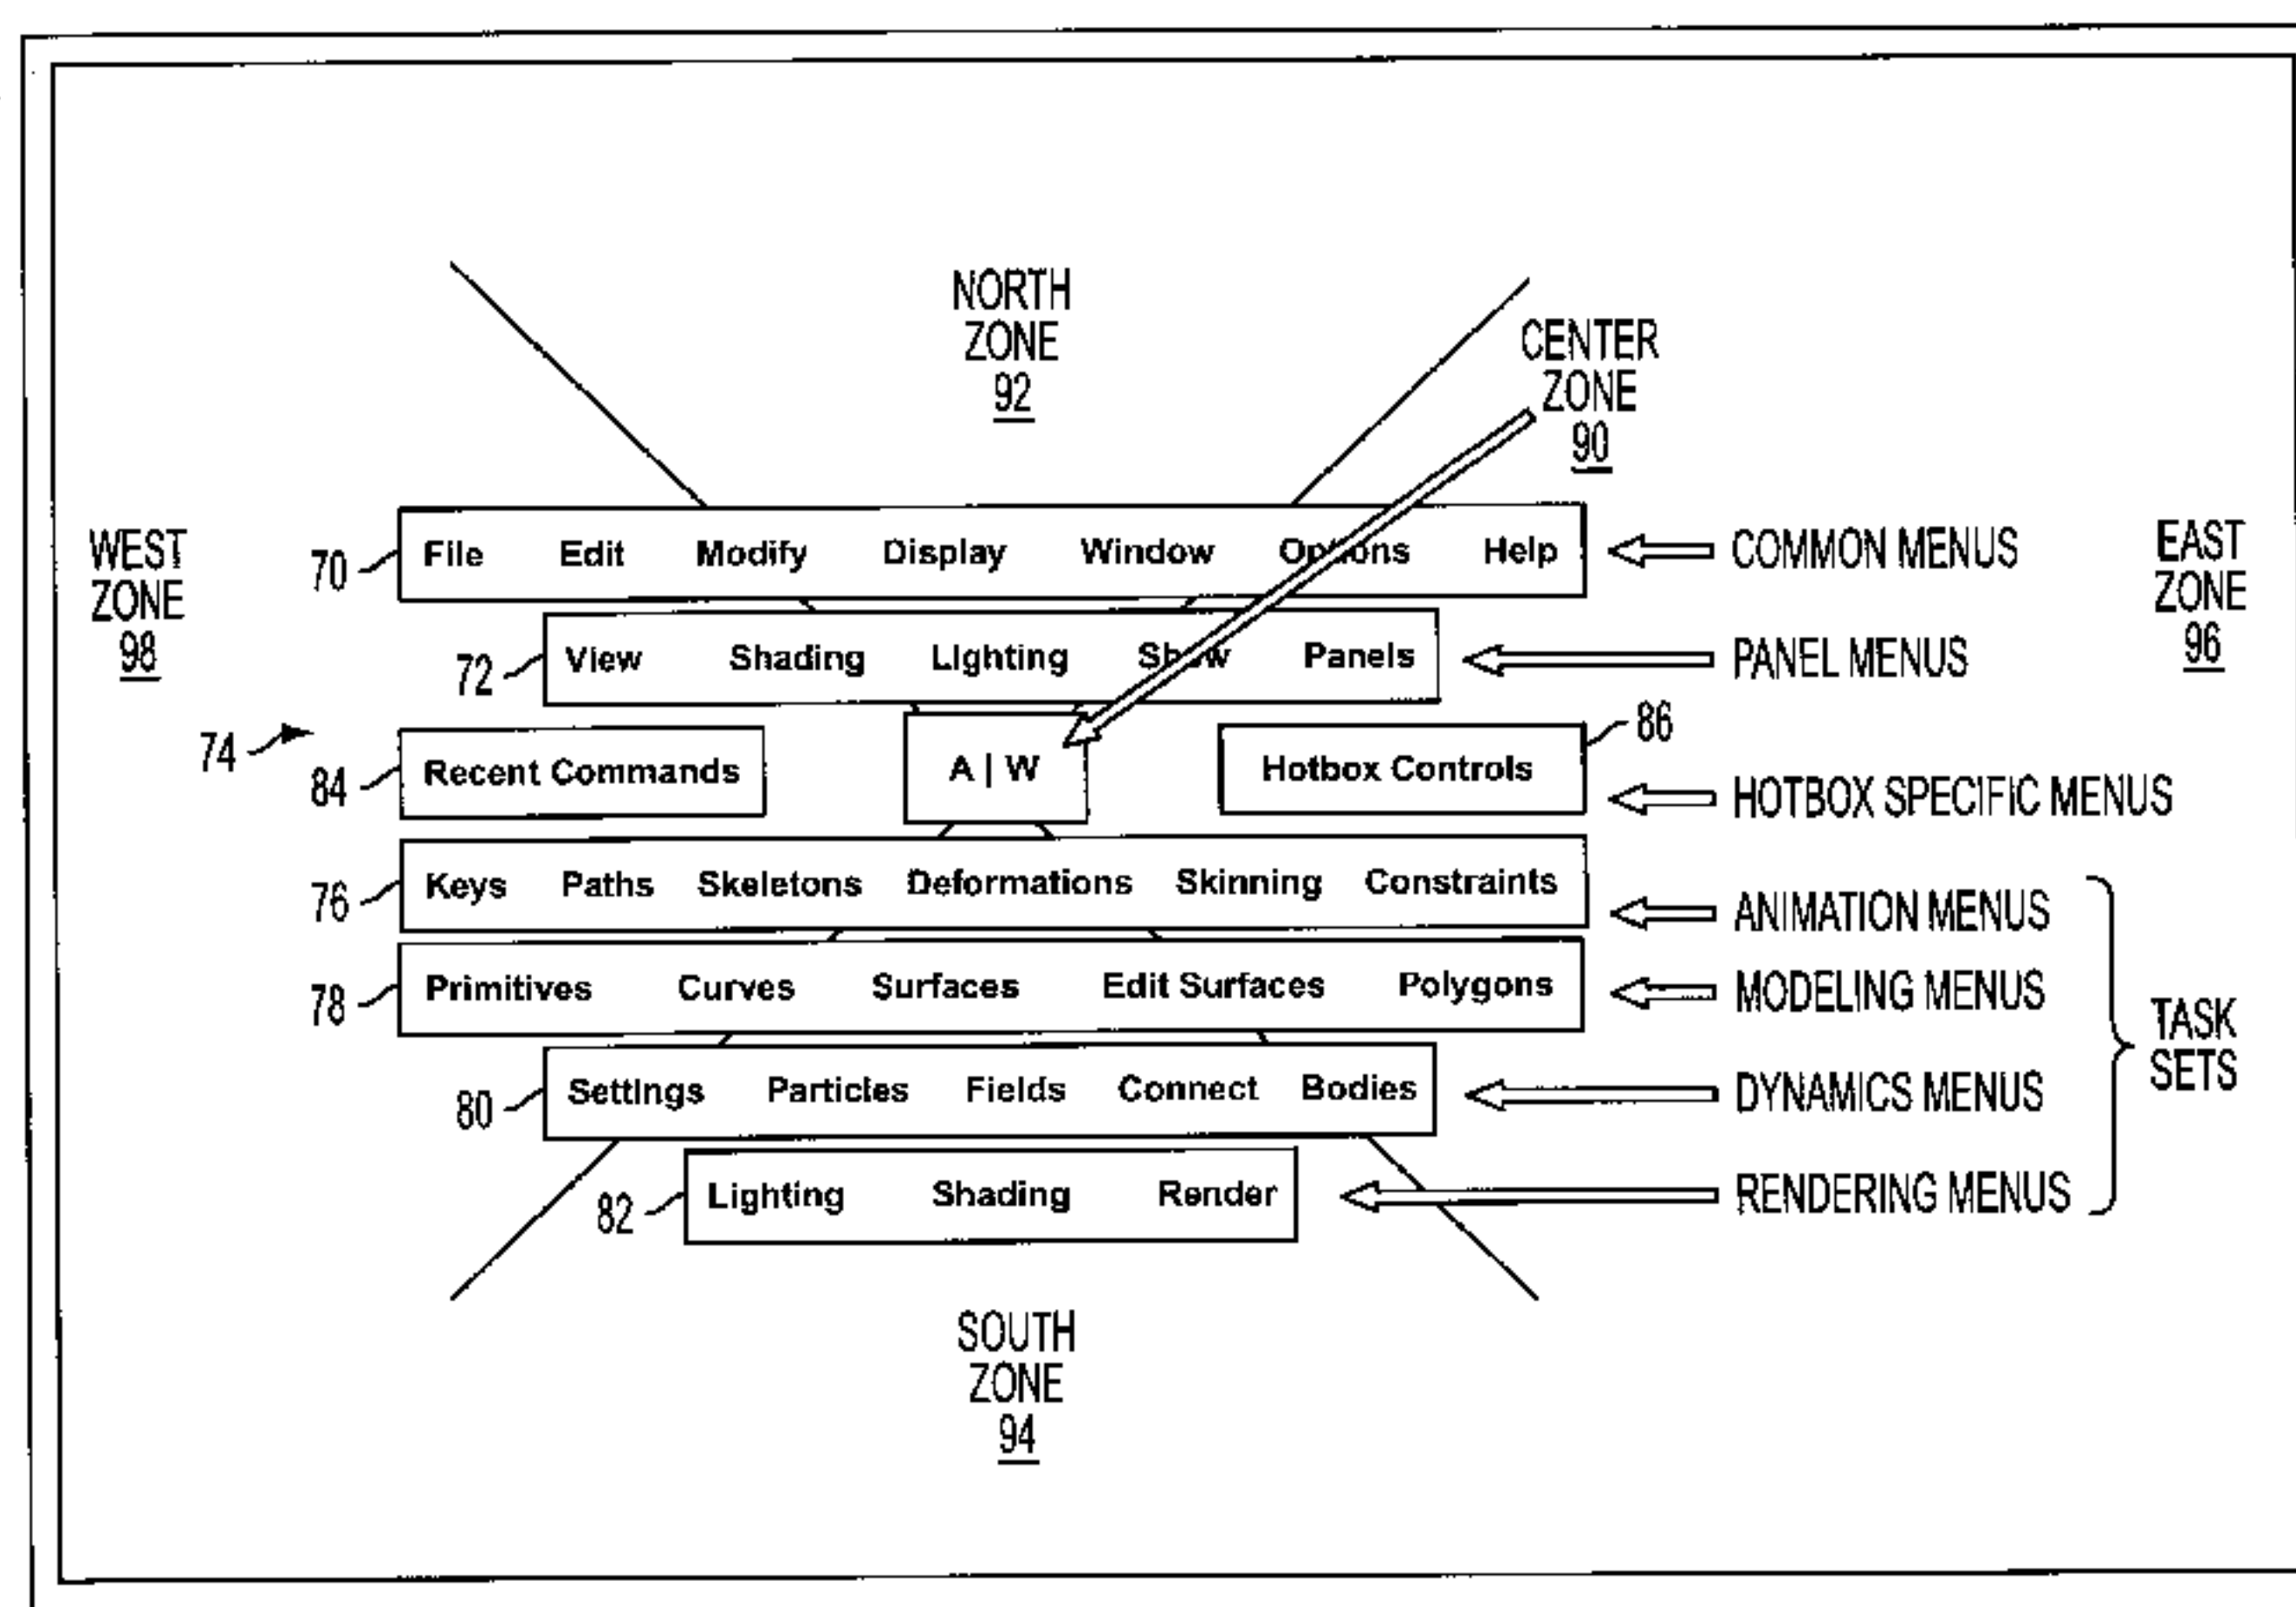 NORTH
ZONE
92
CENTER
ZONE
90
WEST
ZONE
98
EAST
ZONE
96
70 File Edit Modify Display Window Options Help COMMON MENUS
72 View Shading Lighting Show Panels PANEL MENUS
74
84 Recent Commands A | W Hotbox Controls 86
HOTBOX SPECIFIC MENUS
76 Keys Paths Skeletons Deformations Skinning Constraints ANIMATION MENUS
78 Primitives Curves Surfaces Edit Surfaces Polygons MODELING MENUS
TASK
SETS
80 Settings Particles Fields Connect Bodies DYNAMICS MENUS
82 Lighting Shading Render RENDERING MENUS
SOUTH
ZONE
94